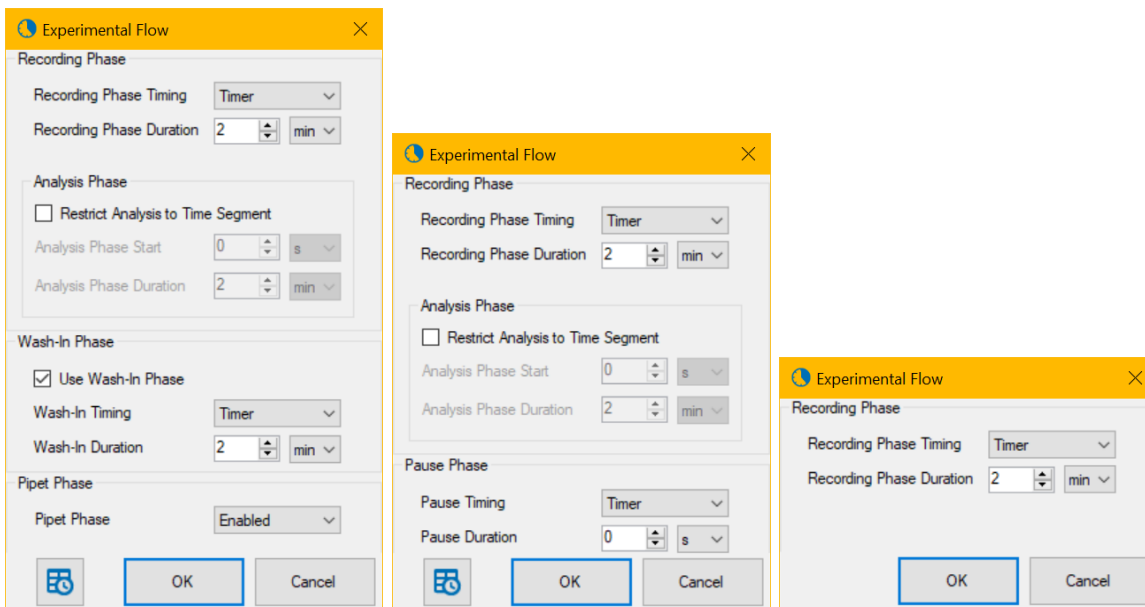 Experimental Flow
Recording Phase
Recording Phase Timing Timer
Recording Phase Duration 2 min
Analysis Phase
Restrict Analysis to Time Segment
Analysis Phase Start 0 s
Analysis Phase Duration 2 min
Wash-In Phase
Use Wash-In Phase
Wash-In Timing Timer
Wash-In Duration 2 min
Pipet Phase
Pipet Phase Enabled
OK Cancel
Experimental Flow
Recording Phase
Recording Phase Timing Timer
Recording Phase Duration 2 min
Analysis Phase
Restrict Analysis to Time Segment
Analysis Phase Start 0 s
Analysis Phase Duration 2 min
Pause Phase
Pause Timing Timer
Pause Duration 0 s
OK Cancel
Experimental Flow
Recording Phase
Recording Phase Timing Timer
Recording Phase Duration 2 min
OK Cancel